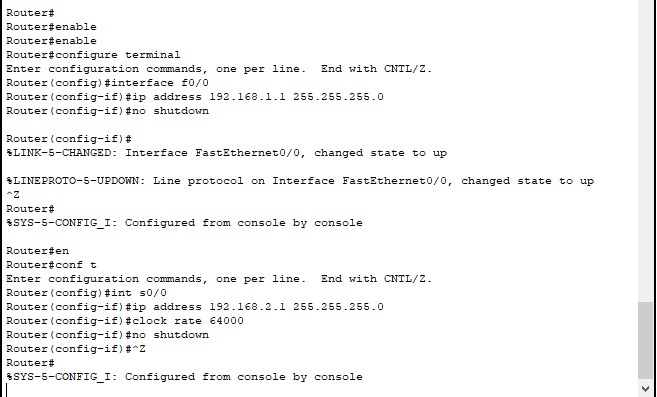 Router#
Router#enable
Router#enable
Router#configure terminal
Enter configuration commands, one per line.  End with CNTL/Z.
Router(config)#interface f0/0
Router(config-if)#ip address 192.168.1.1 255.255.255.0
Router(config-if)#no shutdown
Router(config-if)#
%LINK-5-CHANGED: Interface FastEthernet0/0, changed state to up
%LINEPROTO-5-UPDOWN: Line protocol on Interface FastEthernet0/0, changed state to up
^Z
Router#
%SYS-5-CONFIG_I: Configured from console by console
Router#en
Router#conf t
Enter configuration commands, one per line.  End with CNTL/Z.
Router(config)#int s0/0
Router(config-if)#ip address 192.168.2.1 255.255.255.0
Router(config-if)#clock rate 64000
Router(config-if)#no shutdown
Router(config-if)#^Z
Router#
%SYS-5-CONFIG_I: Configured from console by console